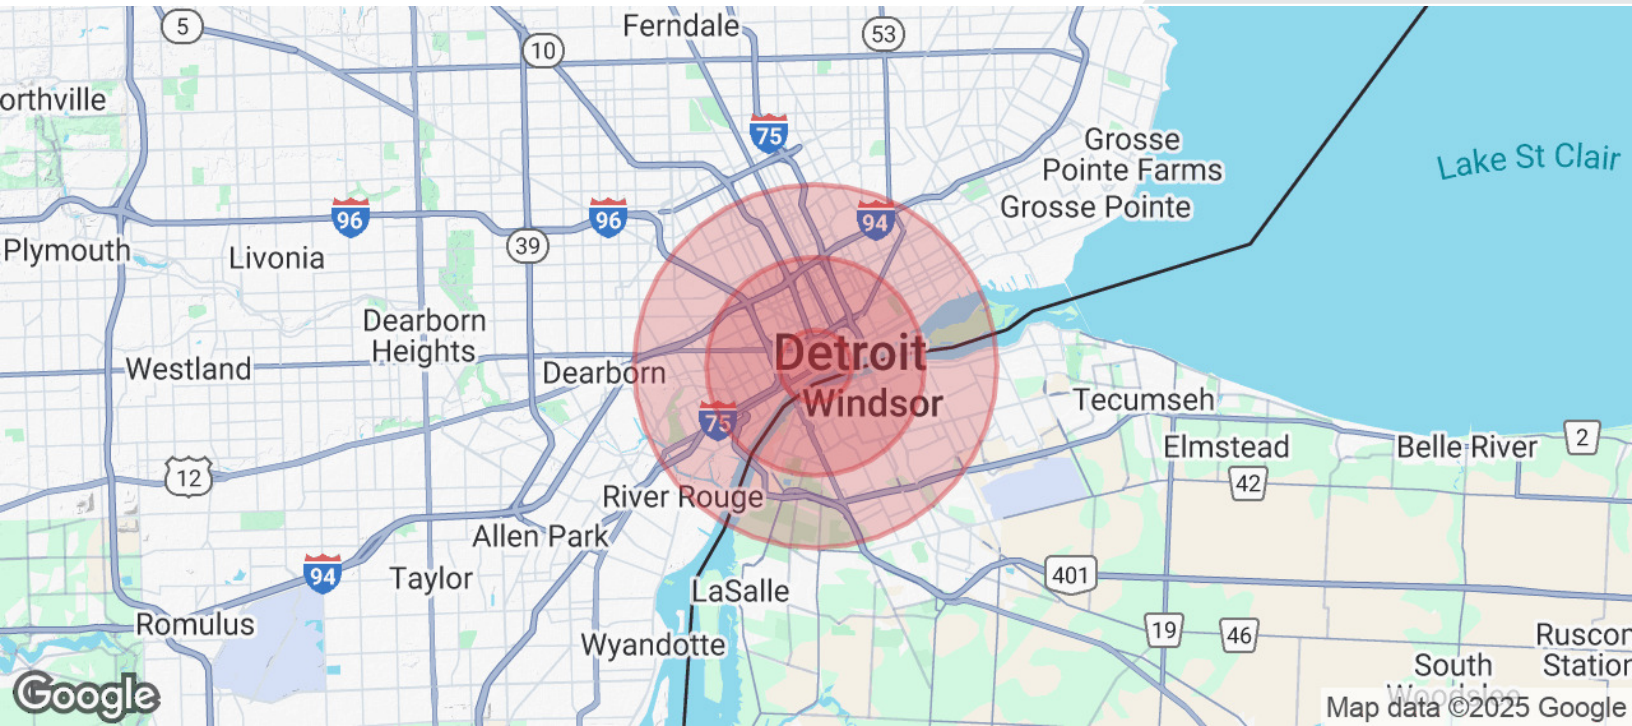 5
Ferndale
53
10
orthville
75
Grosse
Pointe Farms
Lake St Clair
Grosse Pointe
96
96
94
39
Plymouth
Livonia
Dearborn
Heights
Detroit
Westland
Dearborn
Windsor
Tecumseh
75
Elmstead
Belle River
2
12
42
River Rouge
Allen Park
94
Taylor
401
LaSalle
Romulus
19
46
Wyandotte
Ruscon
Station
South
Woodslee
Google
Map data ©2025 Google